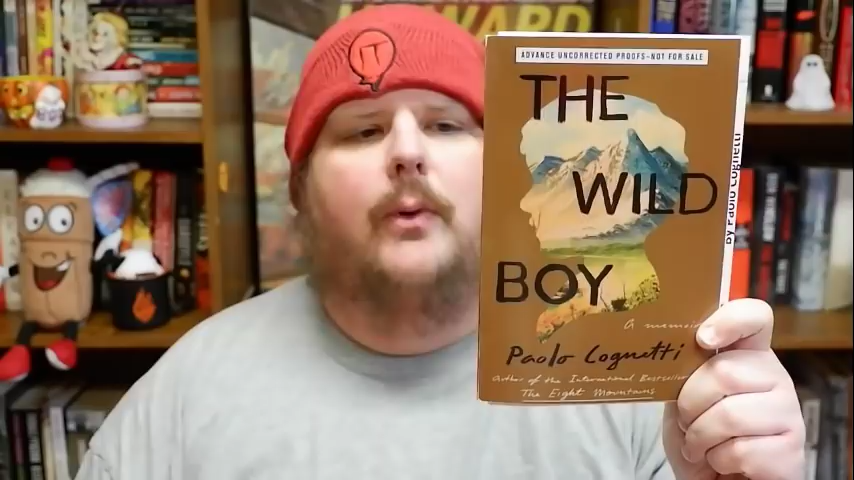 IT
ADVANCE UNCORRECTED PROOFS–NOT FOR SALE
THE
WILD
BOY
A memoir
Paolo Cognetti
Author of the International Bestseller
The Eight Mountains
By Paolo Cognetti